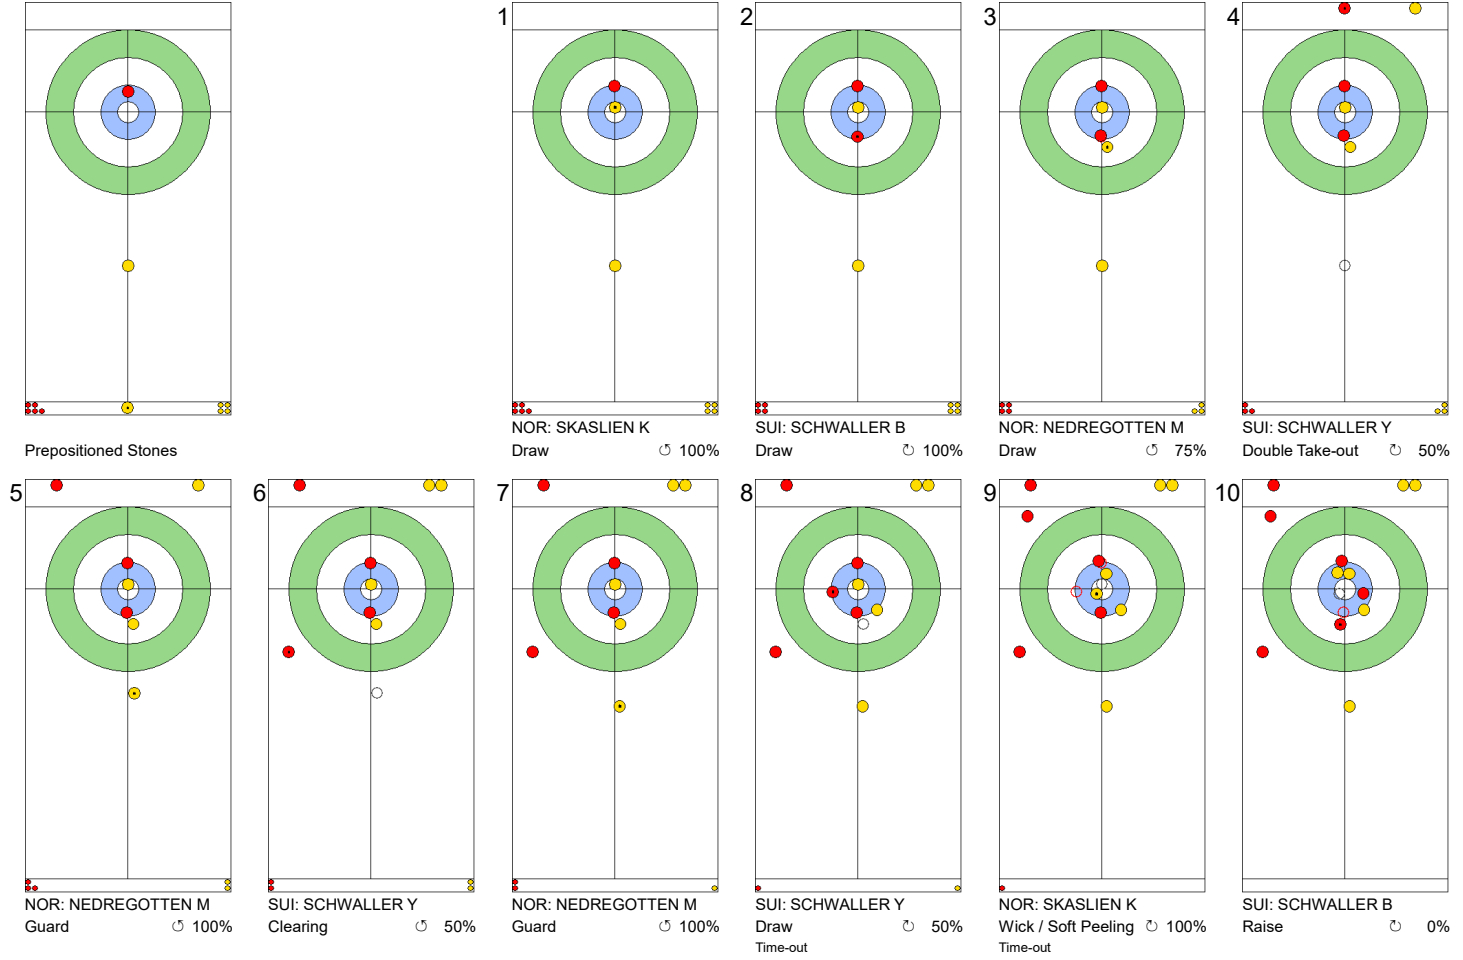 1
2
3
4
Prepositioned Stones
NOR: SKASLIEN K
Draw 100%
SUI: SCHWALLER B
Draw 100%
NOR: NEDREGOTTEN M
Draw 75%
SUI: SCHWALLER Y
Double Take-out 50%
5
6
7
8
9
10
NOR: NEDREGOTTEN M
Guard 100%
SUI: SCHWALLER Y
Clearing 50%
NOR: NEDREGOTTEN M
Guard 100%
SUI: SCHWALLER Y
Draw 50%
Time-out
NOR: SKASLIEN K
Wick / Soft Peeling 100%
Time-out
SUI: SCHWALLER B
Raise 0%